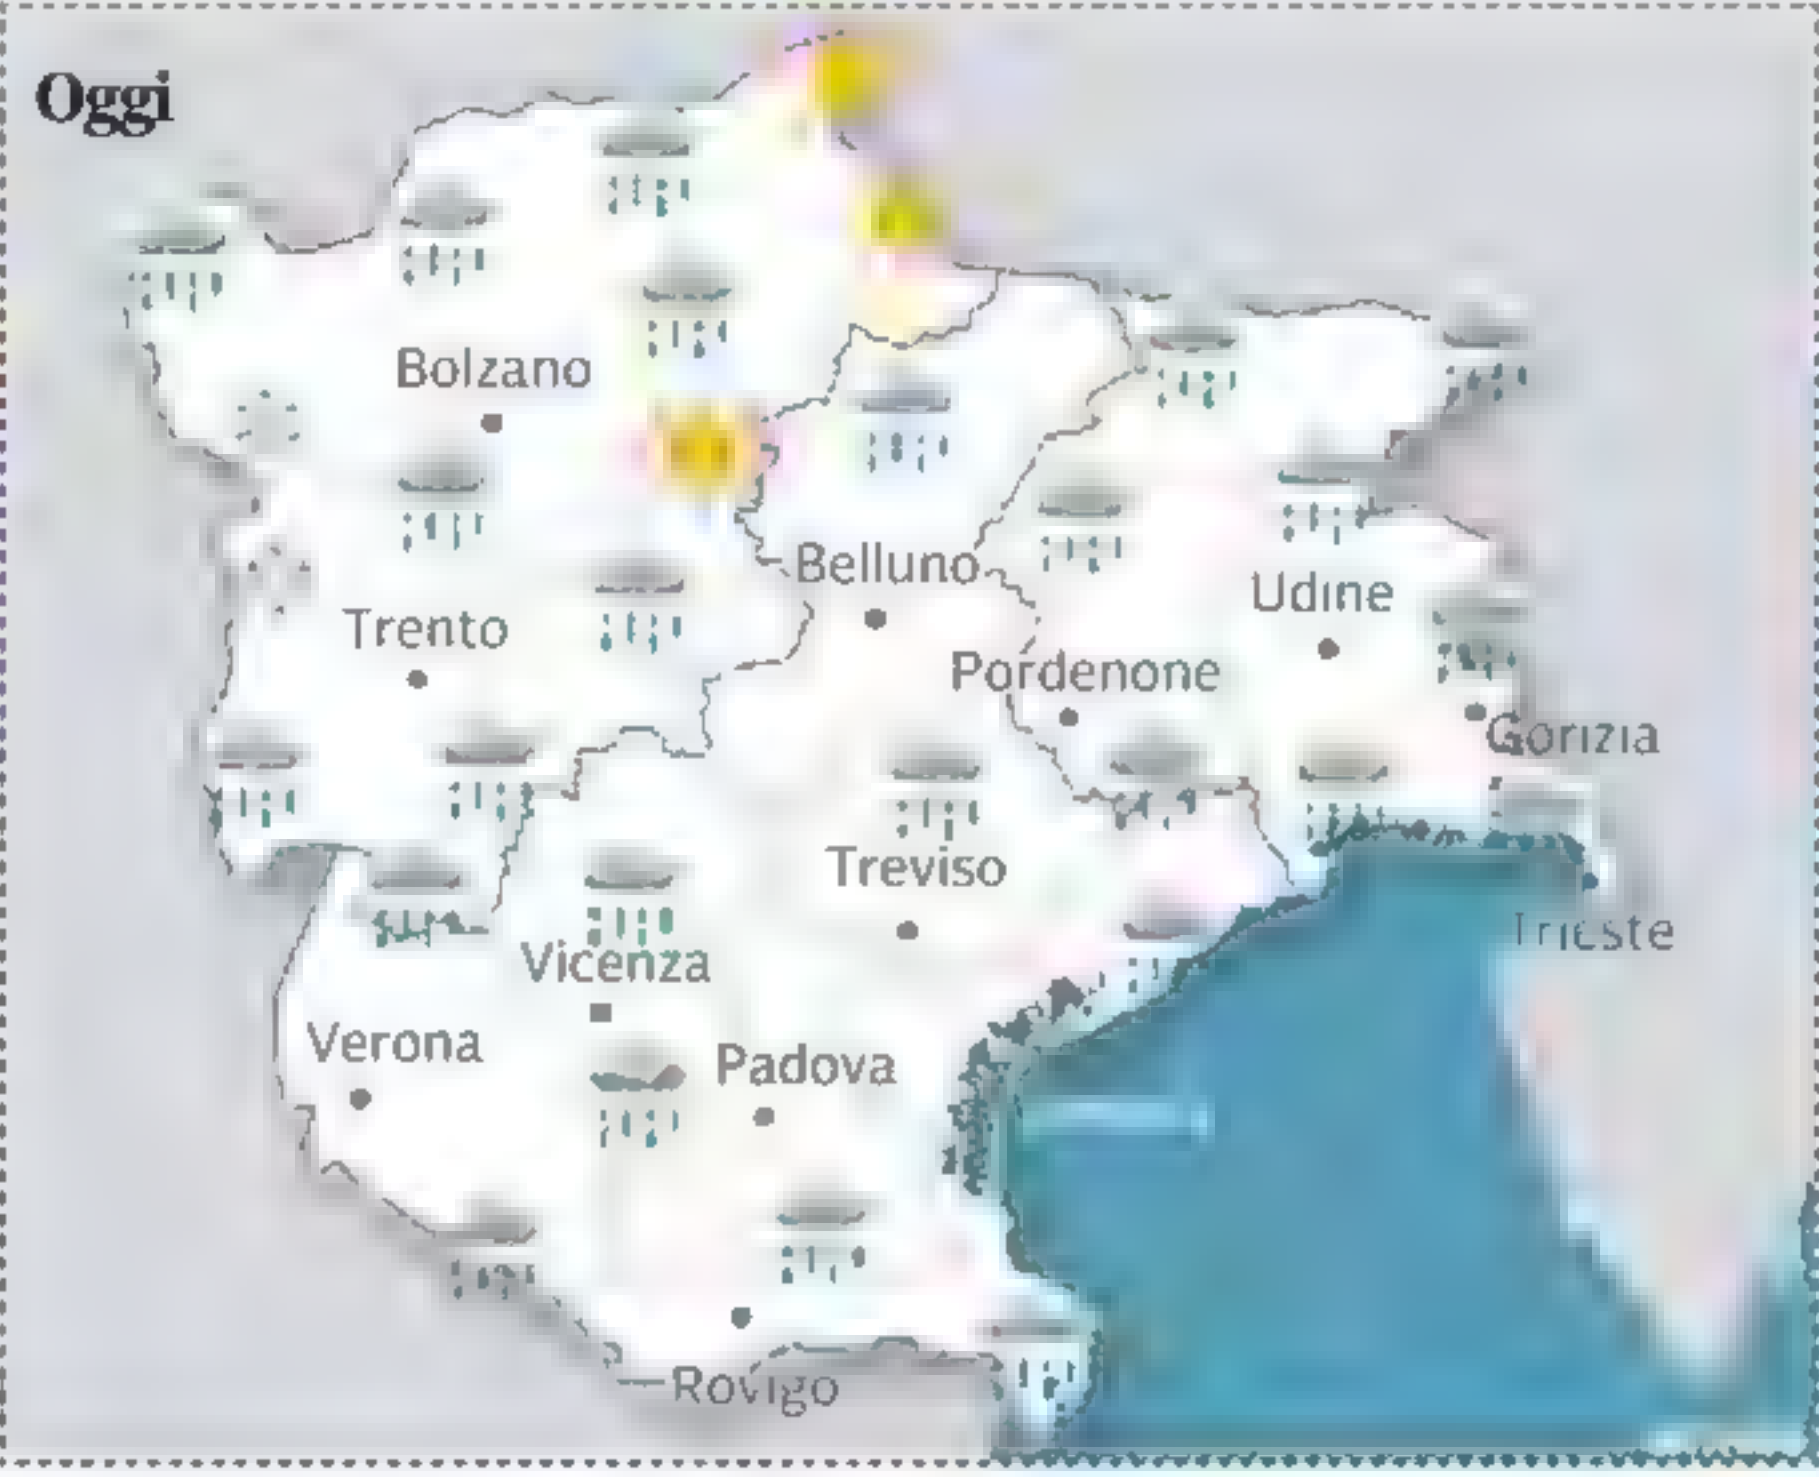 Oggi
Bolzano
Belluno
Udine
Trento
Pordenone
Gorizia
Treviso
Trieste
Vicenza
Verona
Padova
Rovigo